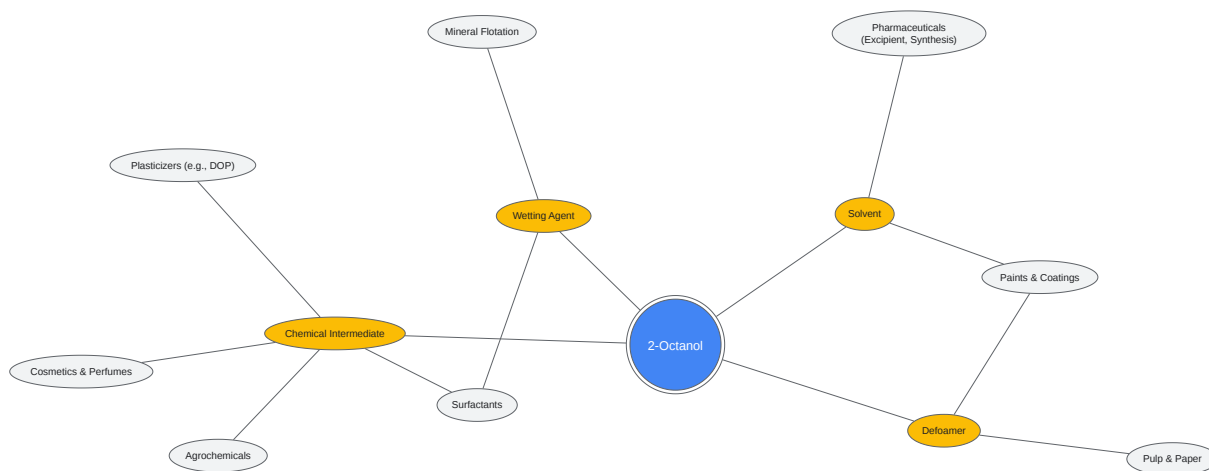 Mineral Flotation
Pharmaceuticals
(Excipient, Synthesis)
Plasticizers (e.g., DOP)
Wetting Agent
Solvent
Paints & Coatings
Chemical Intermediate
2-Octanol
Cosmetics & Perfumes
Surfactants
Defoamer
Agrochemicals
Pulp & Paper